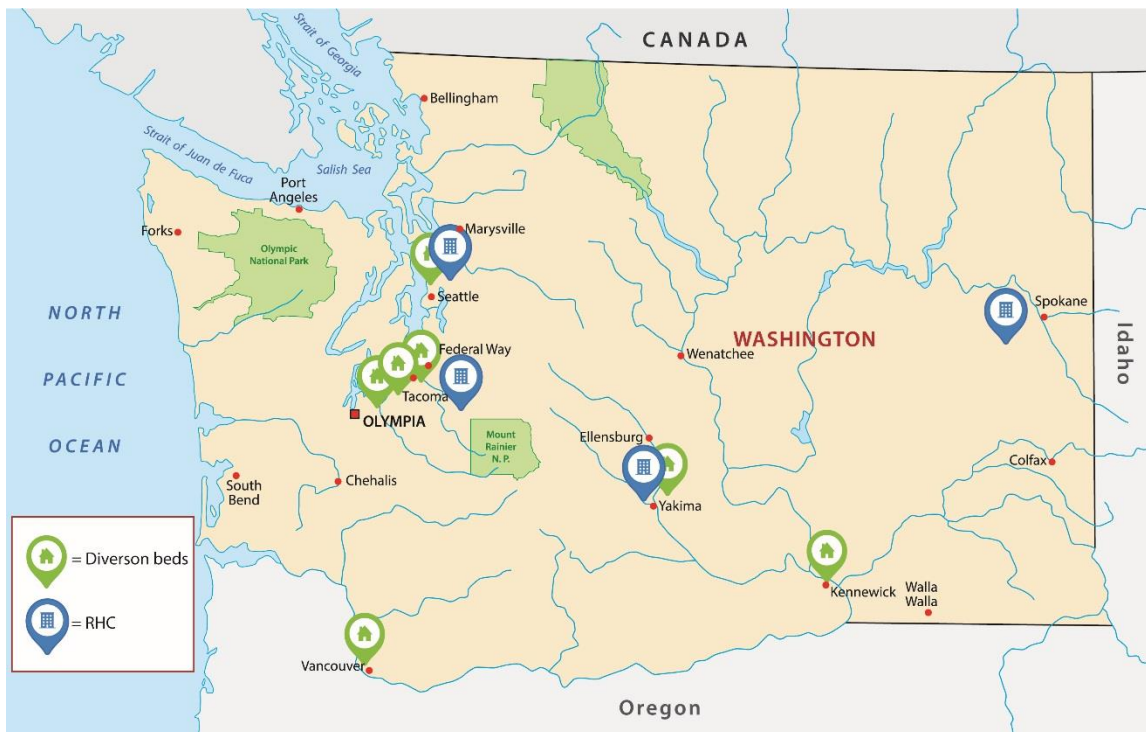 CANADA
Strait of Georgia
Bellingham
Strait of Juan de Fuca
Salish Sea
Port
Angeles
Forks
Marysville
Olympic
National Park
Seattle
NORTH
PACIFIC
OCEAN
WASHINGTON
Spokane
Idaho
Federal Way
Wenatchee
Tacoma
OLYMPIA
Mount
Rainier
N. P.
Ellensburg
Colfax
South
Bend
Chehalis
Yakima
= Diverson beds
= RHC
Kennewick
Walla
Walla
Vancouver
Oregon